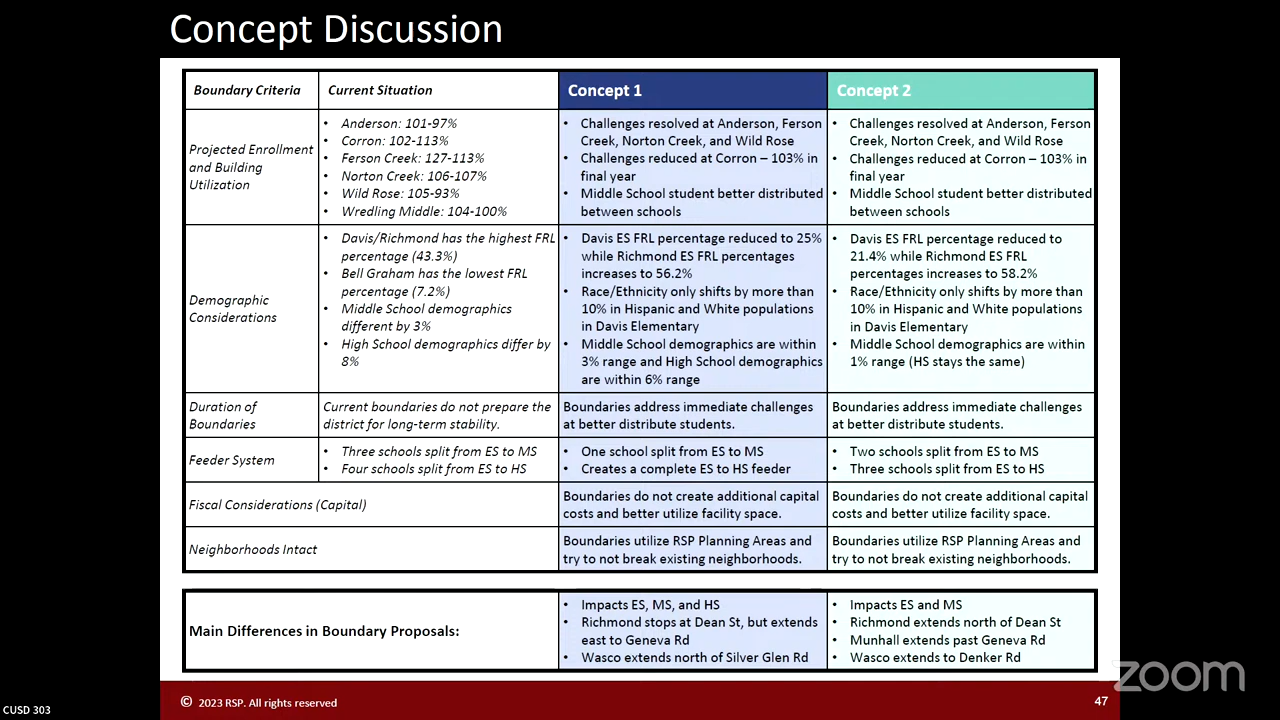 Concept Discussion
Boundary Criteria
Current Situation
Concept 1
Concept 2
Projected Enrollment
and Building
Utilization
• Anderson: 101-97%
• Corron: 102-113%
• Ferson Creek: 127-113%
• Norton Creek: 106-107%
• Wild Rose: 105-93%
• Wredling Middle: 104-100%
• Challenges resolved at Anderson, Ferson
Creek, Norton Creek, and Wild Rose
• Challenges reduced at Corron – 103% in
final year
• Middle School student better distributed
between schools
• Challenges resolved at Anderson, Ferson
Creek, Norton Creek, and Wild Rose
• Challenges reduced at Corron – 103% in
final year
• Middle School student better distributed
between schools
Demographic
Considerations
• Davis/Richmond has the highest FRL
percentage (43.3%)
• Bell Graham has the lowest FRL
percentage (7.2%)
• Middle School demographics
different by 3%
• High School demographics differ by
8%
• Davis ES FRL percentage reduced to 25%
while Richmond ES FRL percentages
increases to 56.2%
• Race/Ethnicity only shifts by more than
10% in Hispanic and White populations
in Davis Elementary
• Middle School demographics are within
3% range and High School demographics
are within 6% range
• Davis ES FRL percentage reduced to
21.4% while Richmond ES FRL
percentages increases to 58.2%
• Race/Ethnicity only shifts by more than
10% in Hispanic and White populations
in Davis Elementary
• Middle School demographics are within
1% range (HS stays the same)
Duration of
Boundaries
Current boundaries do not prepare the
district for long-term stability.
Boundaries address immediate challenges
at better distribute students.
Boundaries address immediate challenges
at better distribute students.
Feeder System
• Three schools split from ES to MS
• Four schools split from ES to HS
• One school split from ES to MS
• Creates a complete ES to HS feeder
• Two schools split from ES to MS
• Three schools split from ES to HS
Fiscal Considerations (Capital)
Boundaries do not create additional capital
costs and better utilize facility space.
Boundaries do not create additional capital
costs and better utilize facility space.
Neighborhoods Intact
Boundaries utilize RSP Planning Areas and
try to not break existing neighborhoods.
Boundaries utilize RSP Planning Areas and
try to not break existing neighborhoods.
Main Differences in Boundary Proposals:
• Impacts ES, MS, and HS
• Richmond stops at Dean St, but extends
east to Geneva Rd
• Wasco extends north of Silver Glen Rd
• Impacts ES and MS
• Richmond extends north of Dean St
• Munhall extends past Geneva Rd
• Wasco extends to Denker Rd
zoom
© 2023 RSP. All rights reserved
47
CUSD 303